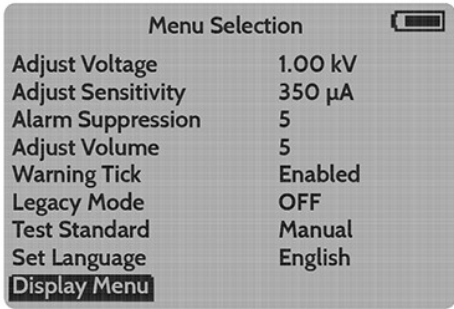 Menu Selection
Adjust Voltage 1.00 kV
Adjust Sensitivity 350 µA
Alarm Suppression 5
Adjust Volume 5
Warning Tick Enabled
Legacy Mode OFF
Test Standard Manual
Set Language English
Display Menu